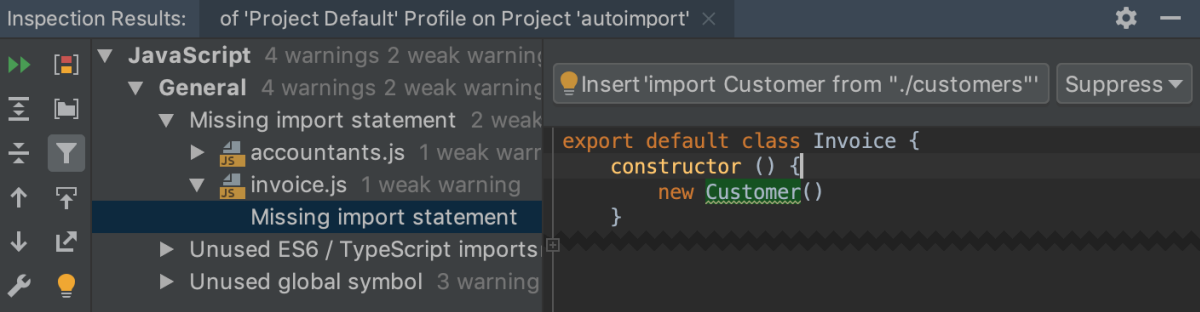 Inspection Results: of 'Project Default' Profile on Project 'autoimport'
JavaScript 4 warnings 2 weak warning
General 4 warnings 2 weak warning
Missing import statement 2 weak
JS accountants.js 1 weak warn
JS invoice.js 1 weak warning
Missing import statement
Unused ES6 / TypeScript imports
Unused global symbol 3 warning
Insert 'import Customer from "./customers"' Suppress
export default class Invoice {
constructor () {
new Customer()
}